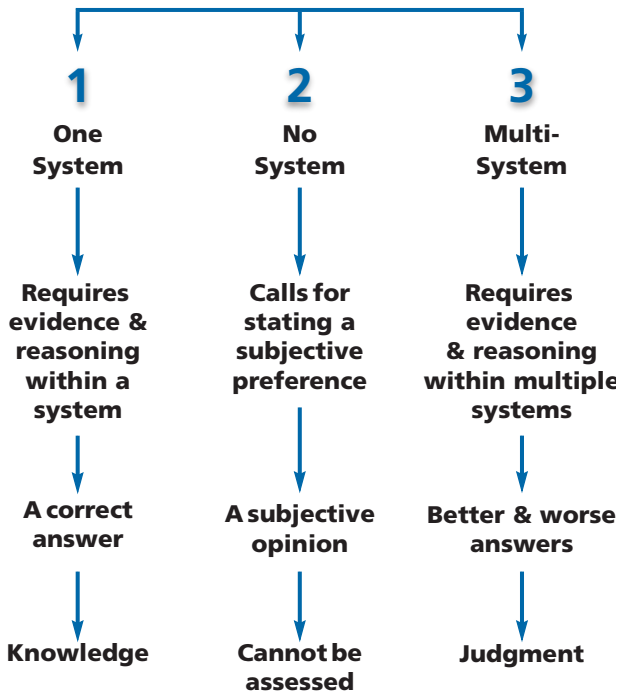 1
One
System
Requires
evidence &
reasoning
within a
system
A correct
answer
Knowledge
2
No
System
Calls for
stating a
subjective
preference
A subjective
opinion
Cannot be
assessed
3
Multi-
System
Requires
evidence
& reasoning
within multiple
systems
Better & worse
answers
Judgment